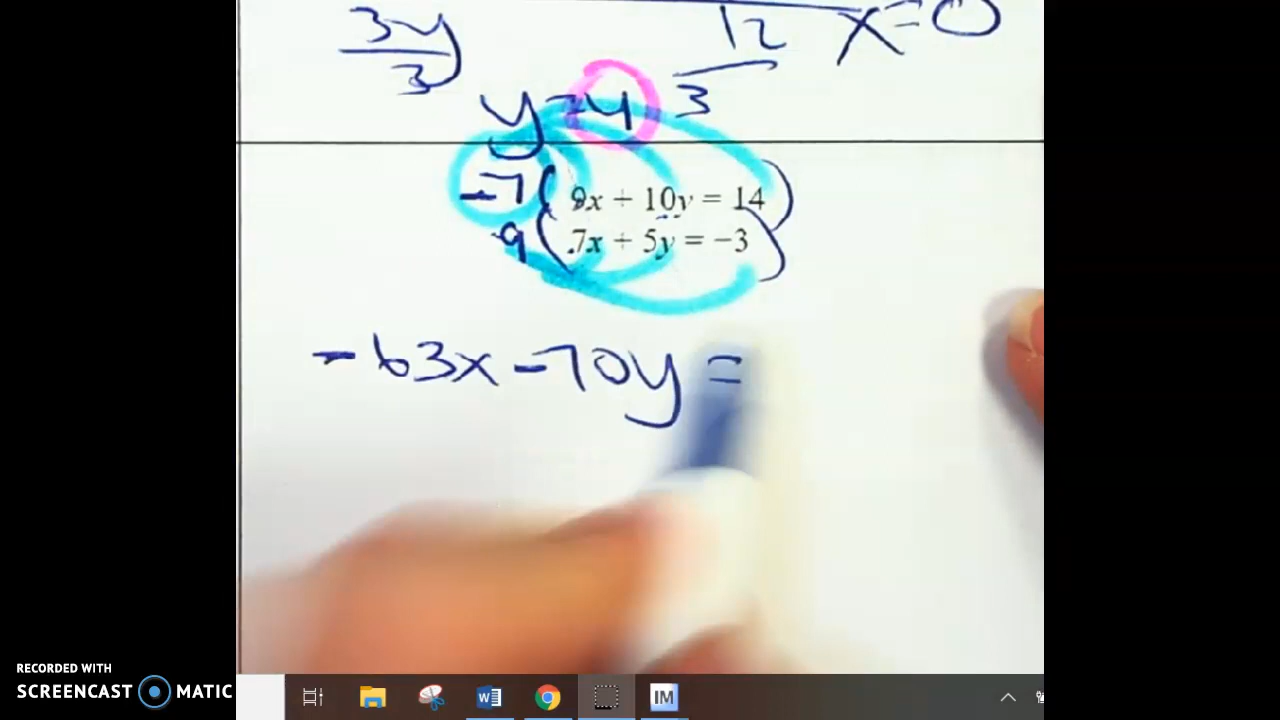 3y 12 x=0
3 3
y=4
-7( 9x + 10y = 14 )
9( 7x + 5y = -3 )
-63x -70y =
RECORDED WITH
SCREENCAST MATIC
W
IM